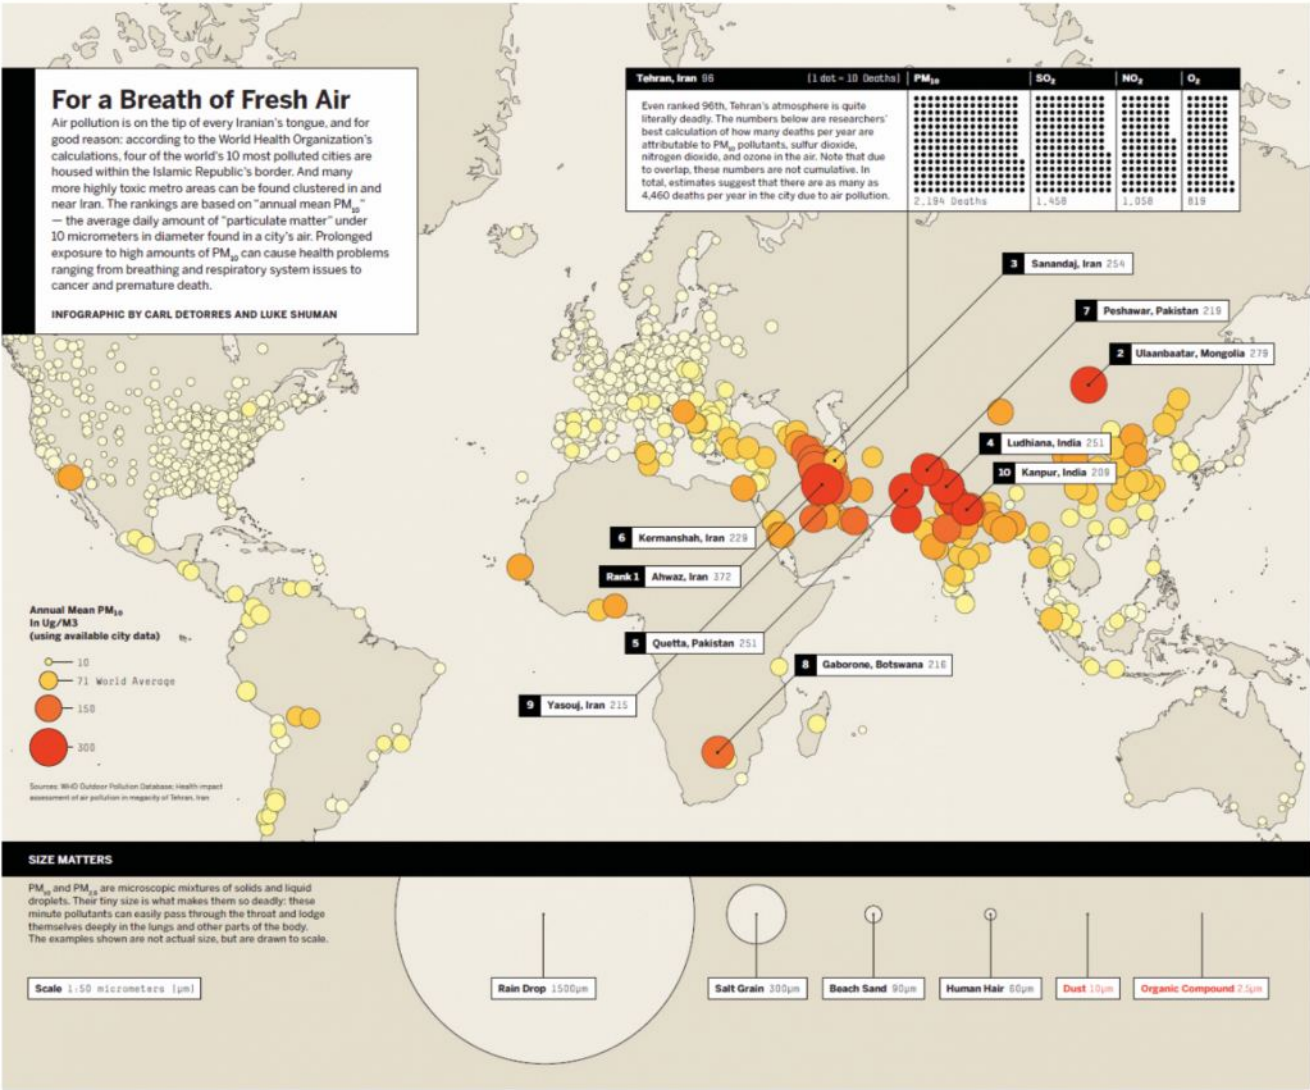 For a Breath of Fresh Air
Air pollution is on the tip of every Iranian's tongue, and for
good reason: according to the World Health Organization's
calculations, four of the world's 10 most polluted cities are
housed within the Islamic Republic's border. And many
more highly toxic metro areas can be found clustered in and
near Iran. The rankings are based on "annual mean PM10"
— the average daily amount of "particulate matter" under
10 micrometers in diameter found in a city's air. Prolonged
exposure to high amounts of PM10 can cause health problems
ranging from breathing and respiratory system issues to
cancer and premature death.
INFOGRAPHIC BY CARL DETORRES AND LUKE SHUMAN
Tehran, Iran 96 [1 dot = 10 Deaths] PM10 SO2 NO2 O2
Even ranked 96th, Tehran's atmosphere is quite
literally deadly. The numbers below are researchers'
best calculation of how many deaths per year are
attributable to PM10 pollutants, sulfur dioxide,
nitrogen dioxide, and ozone in the air. Note that due
to overlap, these numbers are not cumulative. In
total, estimates suggest that there are as many as
4,460 deaths per year in the city due to air pollution.
2,194 Deaths 1,458 1,058 819
3 Sanandaj, Iran 254
7 Peshawar, Pakistan 219
2 Ulaanbaatar, Mongolia 279
4 Ludhiana, India 251
10 Kanpur, India 209
6 Kermanshah, Iran 229
Rank 1 Ahwaz, Iran 372
5 Quetta, Pakistan 251
8 Gaborone, Botswana 216
9 Yasouj, Iran 215
Annual Mean PM10
In Ug/M3
(using available city data)
10
71 World Average
150
300
Sources: WHO Outdoor Pollution Database; Health impact
assessment of air pollution in megacity of Tehran, Iran
SIZE MATTERS
PM10 and PM2.5 are microscopic mixtures of solids and liquid
droplets. Their tiny size is what makes them so deadly: these
minute pollutants can easily pass through the throat and lodge
themselves deeply in the lungs and other parts of the body.
The examples shown are not actual size, but are drawn to scale.
Scale 1:50 micrometers (µm)
Rain Drop 1500µm
Salt Grain 300µm
Beach Sand 90µm
Human Hair 60µm
Dust 10µm
Organic Compound 2.5µm